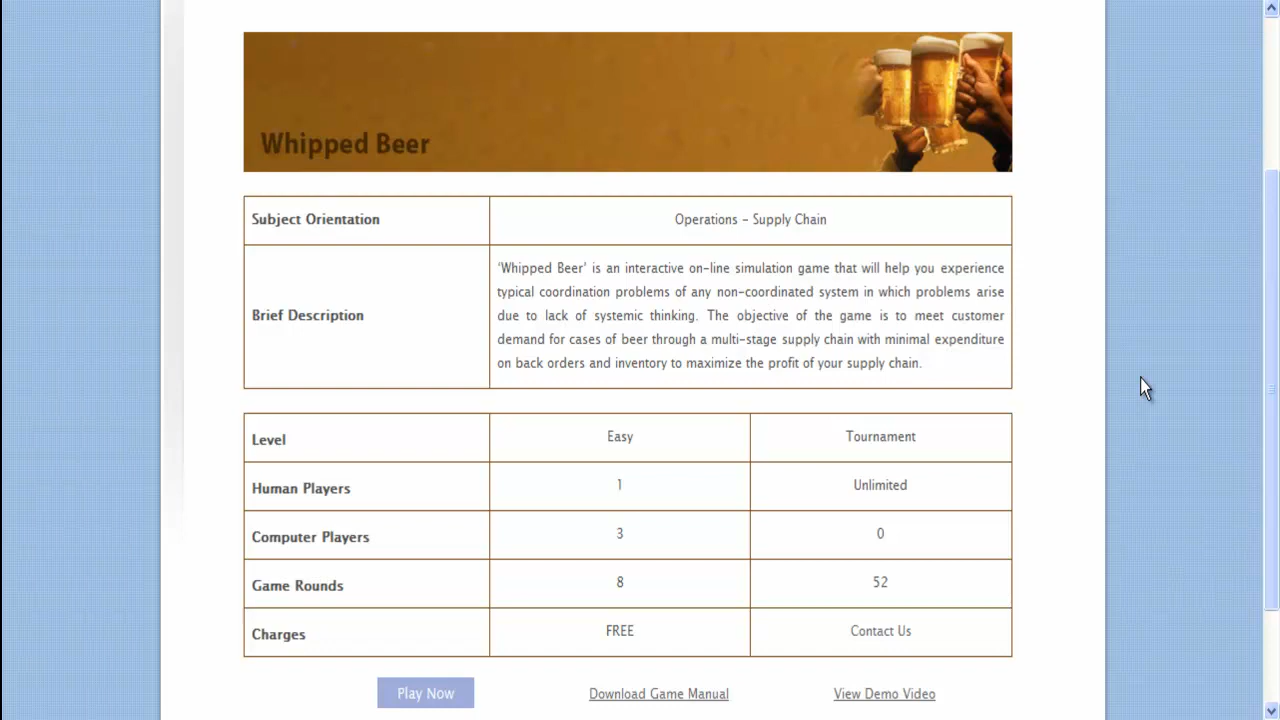 Whipped Beer
Subject Orientation
Operations – Supply Chain
Brief Description
‘Whipped Beer’ is an interactive on-line simulation game that will help you experience
typical coordination problems of any non-coordinated system in which problems arise
due to lack of systemic thinking. The objective of the game is to meet customer
demand for cases of beer through a multi-stage supply chain with minimal expenditure
on back orders and inventory to maximize the profit of your supply chain.
Level Easy Tournament
Human Players 1 Unlimited
Computer Players 3 0
Game Rounds 8 52
Charges FREE Contact Us
Play Now Download Game Manual View Demo Video